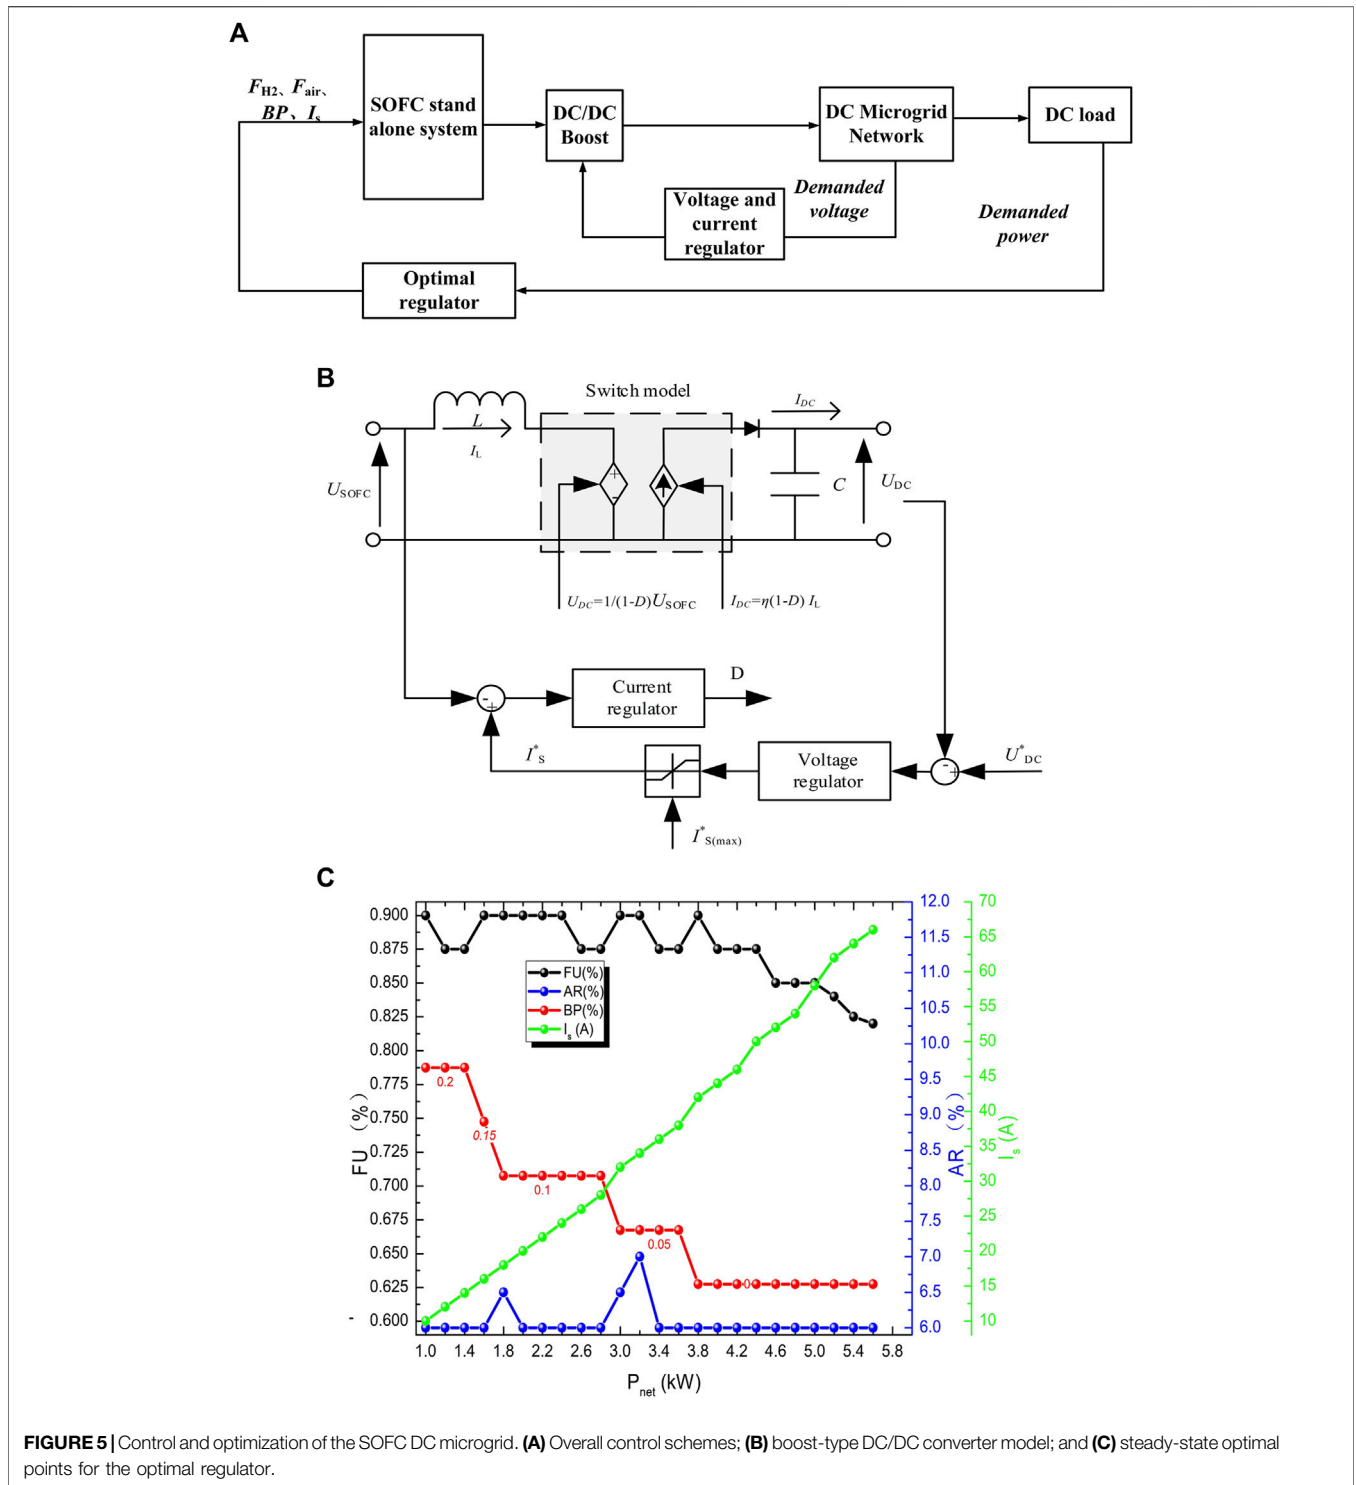 A
F_H2、F_air、
BP、I_s
SOFC stand
alone system
DC/DC
Boost
DC Microgrid
Network
DC load
Voltage and
current
regulator
Demanded
voltage
Demanded
power
Optimal
regulator
B
Switch model
L
I_L
I_DC
U_SOFC
+
-
C
U_DC
U_DC=1/(1-D)U_SOFC
I_DC=η(1-D) I_L
-
+
Current
regulator
D
I*_S
Voltage
regulator
-
+
U*_DC
I*_S(max)
C
0.900
0.875
0.850
0.825
0.800
0.775
0.750
0.725
0.700
0.675
0.650
0.625
0.600
-
FU (%)
FU(%)
AR(%)
BP(%)
I_s (A)
0.2
0.15
0.1
0.05
0
12.0
11.5
11.0
10.5
10.0
9.5
9.0
8.5
8.0
7.5
7.0
6.5
6.0
AR (%)
70
65
60
55
50
45
40
35
30
25
20
15
10
I_s (A)
1.0 1.4 1.8 2.2 2.6 3.0 3.4 3.8 4.2 4.6 5.0 5.4 5.8
P_net (kW)
FIGURE 5 | Control and optimization of the SOFC DC microgrid. (A) Overall control schemes; (B) boost-type DC/DC converter model; and (C) steady-state optimal
points for the optimal regulator.